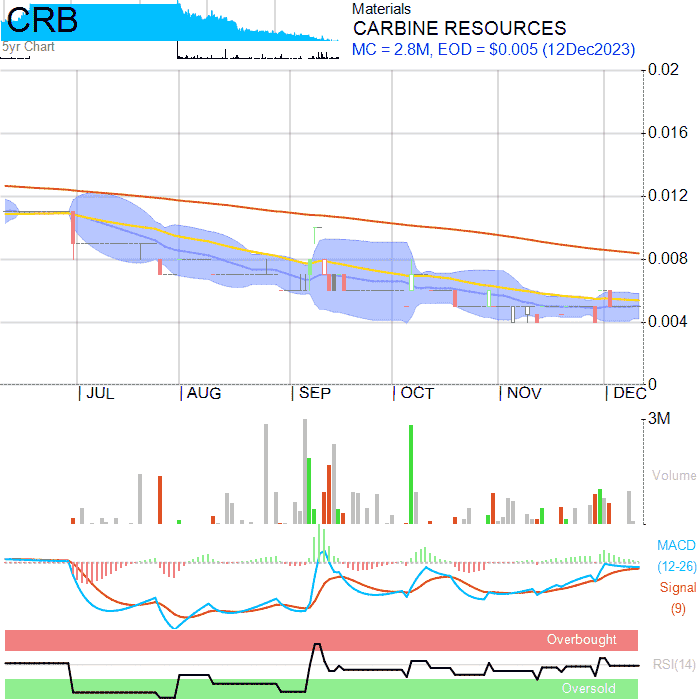 CRB
5yr Chart
Materials
CARBINE RESOURCES
MC = 2.8M, EOD = $0.005 (12Dec2023)
0.02
0.016
0.012
0.008
0.004
0
JUL
AUG
SEP
OCT
NOV
DEC
3M
Volume
MACD
(12-26)
Signal
(9)
Overbought
RSI(14)
Oversold